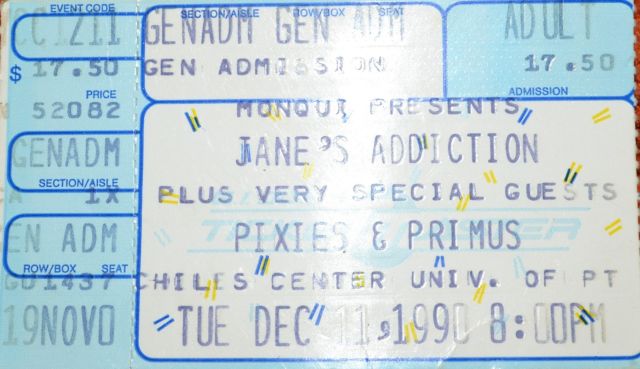 EVENT CODE SECTION/AISLE ROW/BOX SEAT
CC1211 GENADM GEN ADM ADULT
$ 17.50 GEN ADMISSION 17.50
PRICE ADMISSION
52082 MONQUI PRESENTS
GENADM JANE'S ADDICTION
SECTION/AISLE
1X PLUS VERY SPECIAL GUESTS
EN ADM PIXIES & PRIMUS
ROW/BOX SEAT
1437 CHILES CENTER UNIV. OF PT
19NOV0 TUE DEC 11,1990 8:00PM